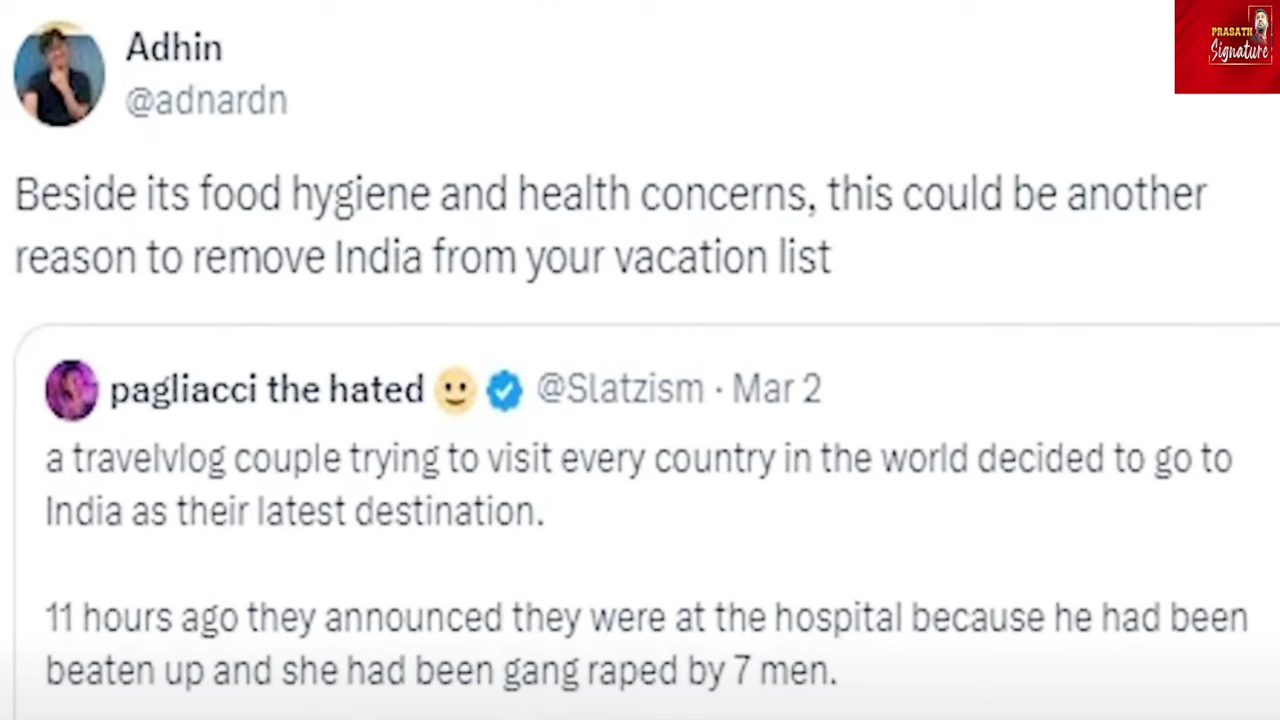 Adhin
@adnardn
PRASATH
Signature
Beside its food hygiene and health concerns, this could be another
reason to remove India from your vacation list
pagliacci the hated 🙂 @Slatzism · Mar 2
a travelvlog couple trying to visit every country in the world decided to go to
India as their latest destination.
11 hours ago they announced they were at the hospital because he had been
beaten up and she had been gang raped by 7 men.